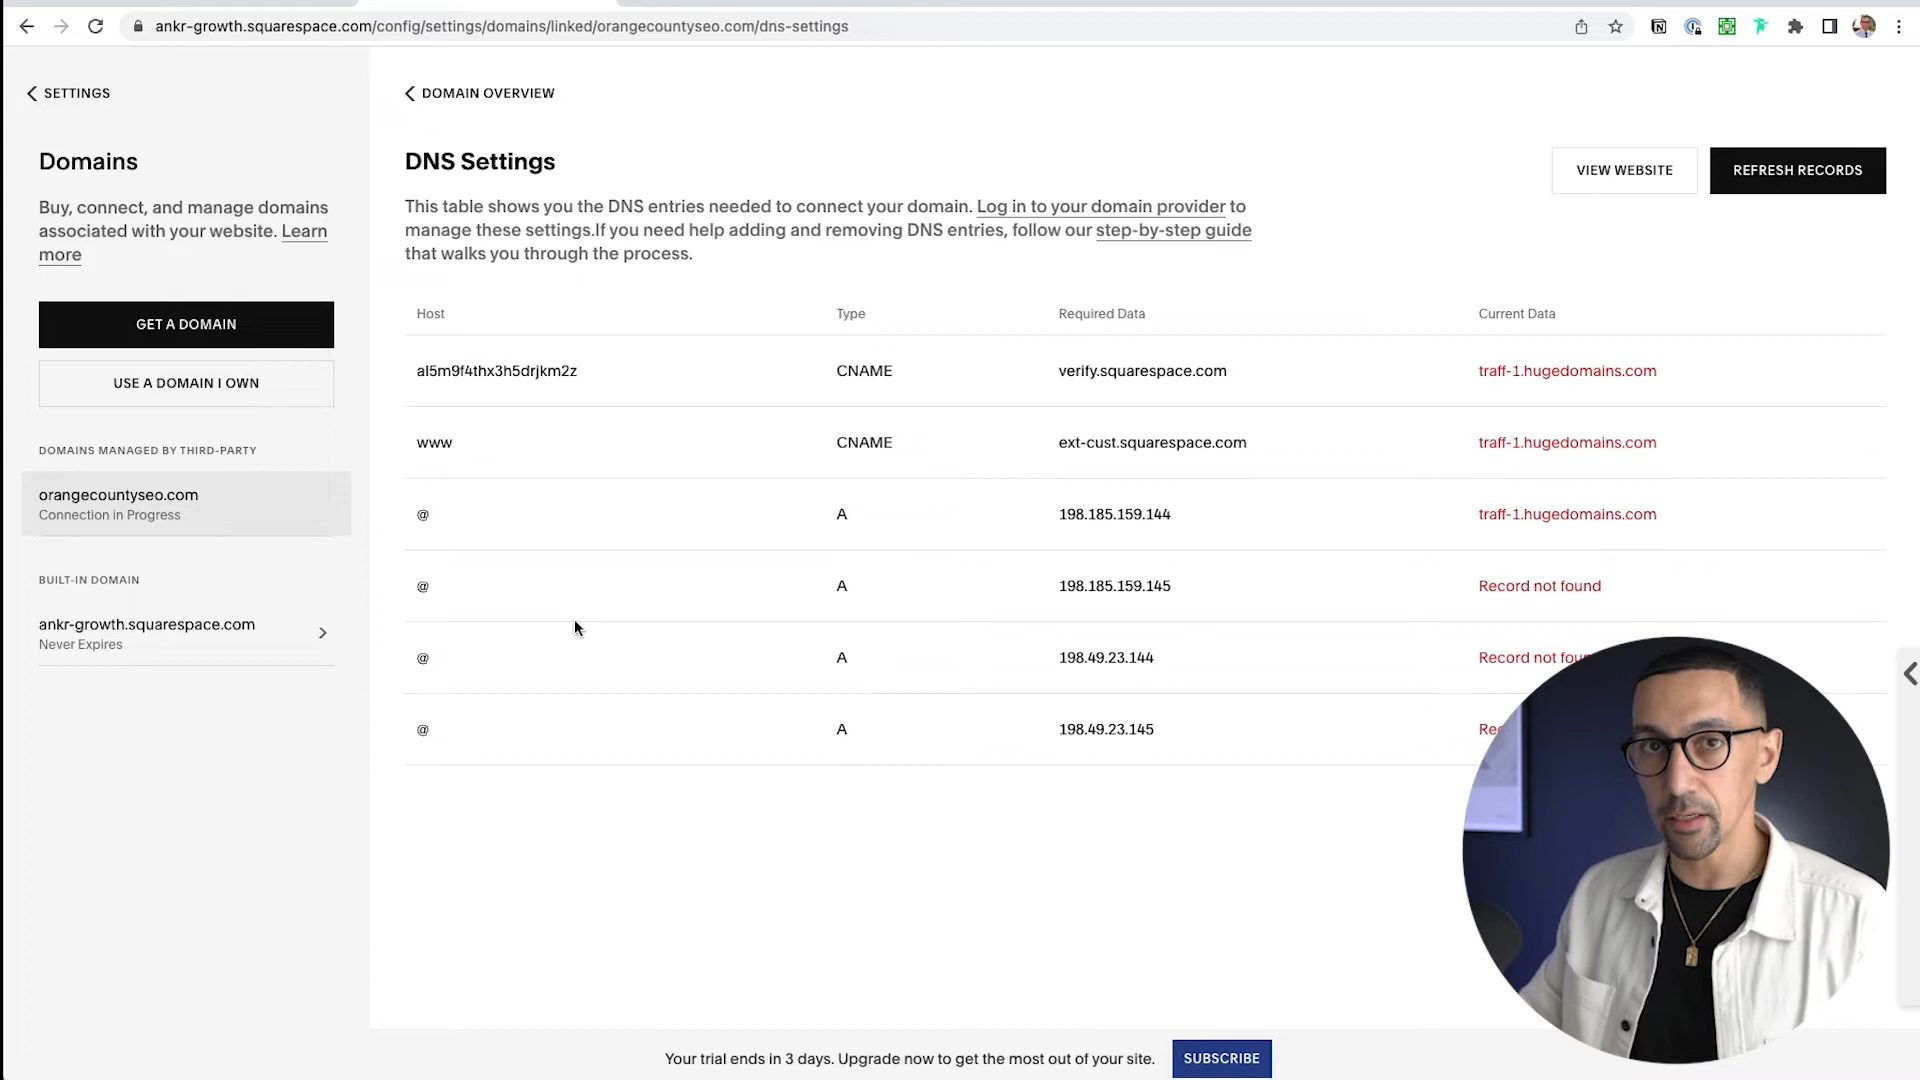 ankr-growth.squarespace.com/config/settings/domains/linked/orangecountyseo.com/dns-settings
SETTINGS
Domains
Buy, connect, and manage domains
associated with your website. Learn
more
GET A DOMAIN
USE A DOMAIN I OWN
DOMAINS MANAGED BY THIRD-PARTY
orangecountyseo.com
Connection in Progress
BUILT-IN DOMAIN
ankr-growth.squarespace.com
Never Expires
DOMAIN OVERVIEW
DNS Settings
VIEW WEBSITE
REFRESH RECORDS
This table shows you the DNS entries needed to connect your domain. Log in to your domain provider to
manage these settings.If you need help adding and removing DNS entries, follow our step-by-step guide
that walks you through the process.
Host Type Required Data Current Data
al5m9f4thx3h5drjkm2z CNAME verify.squarespace.com traff-1.hugedomains.com
www CNAME ext-cust.squarespace.com traff-1.hugedomains.com
@ A 198.185.159.144 traff-1.hugedomains.com
@ A 198.185.159.145 Record not found
@ A 198.49.23.144 Record not
@ A 198.49.23.145
Your trial ends in 3 days. Upgrade now to get the most out of your site. SUBSCRIBE